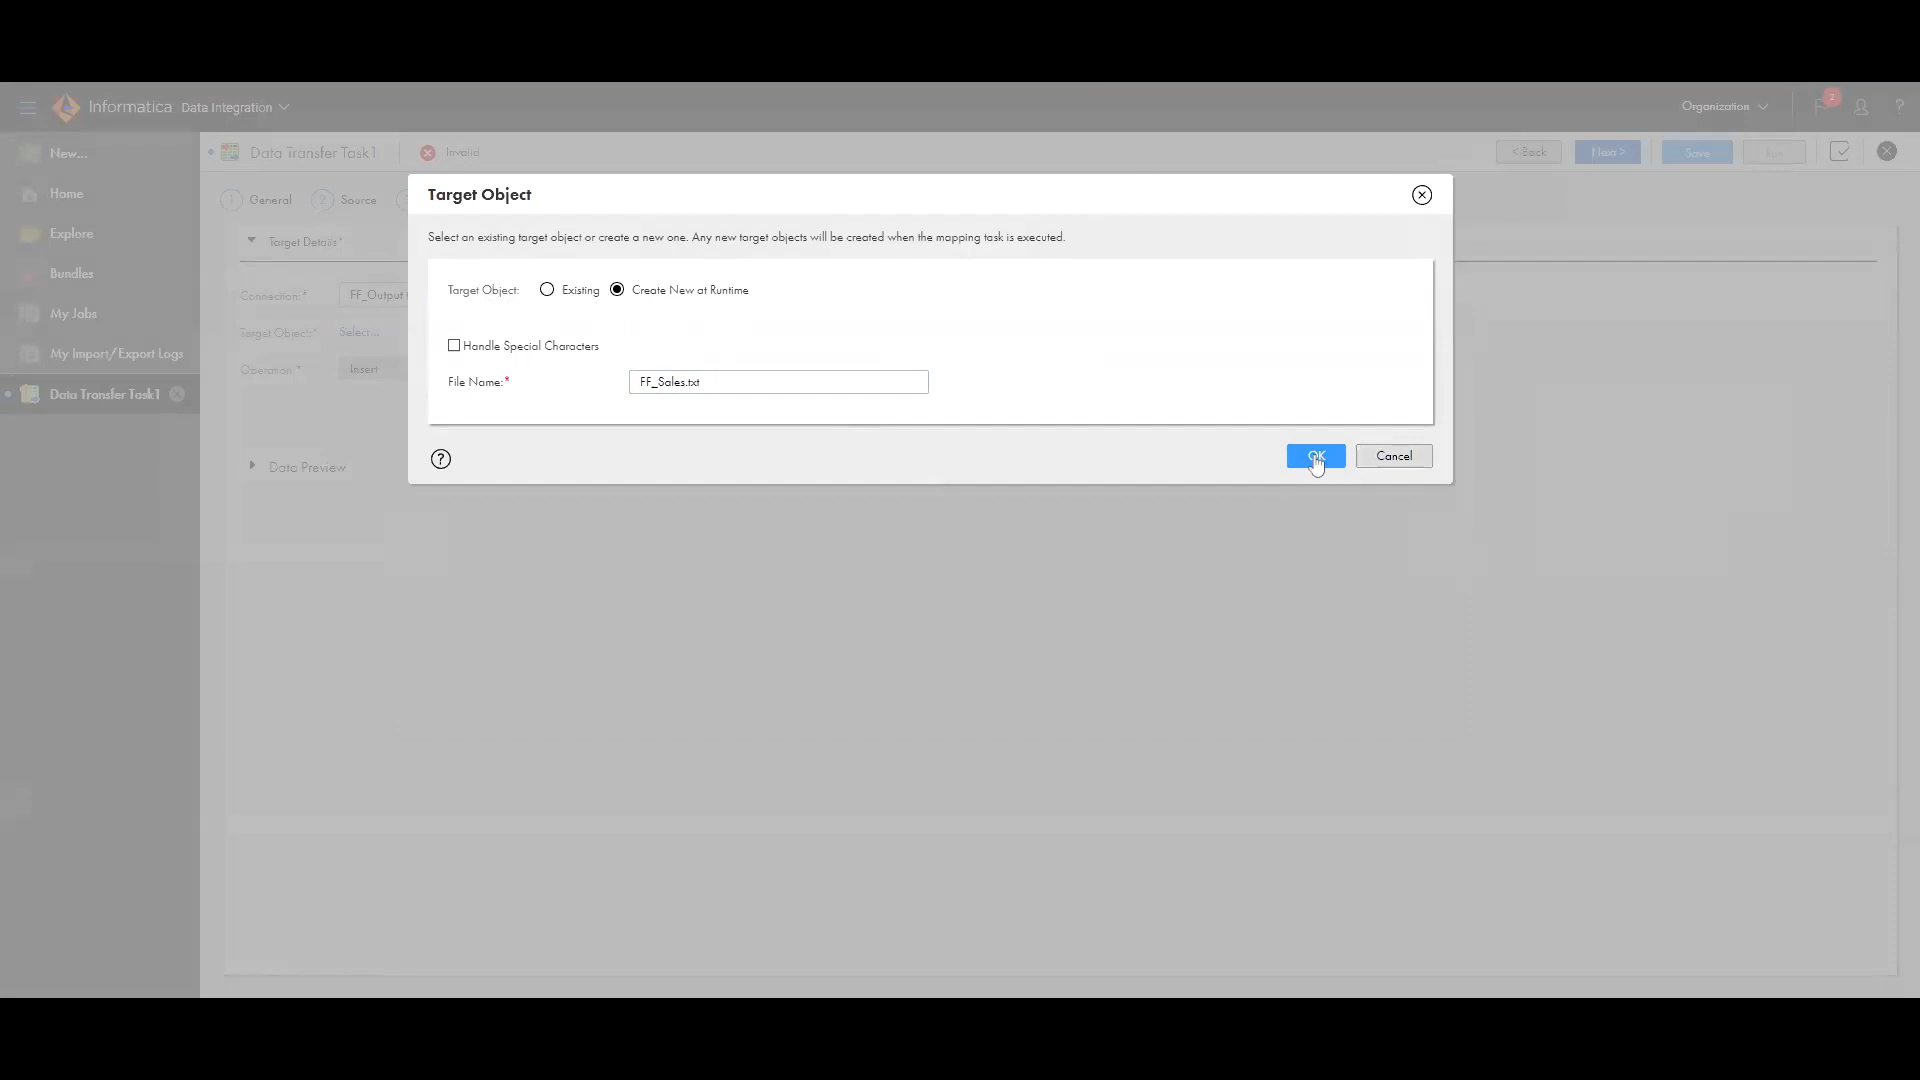 Informatica Data Integration
Organization
2
?
New...
Home
Explore
Bundles
My Jobs
My Import/Export Logs
Data Transfer Task1
Data Transfer Task1
Invalid
< Back
Next >
Save
Run
1 General
2 Source
Target Details*
Connection:*
FF_Output
Target Object:*
Select...
Operation:*
Insert
Data Preview
Target Object
Select an existing target object or create a new one. Any new target objects will be created when the mapping task is executed.
Target Object: Existing Create New at Runtime
Handle Special Characters
File Name:* FF_Sales.txt
?
OK
Cancel